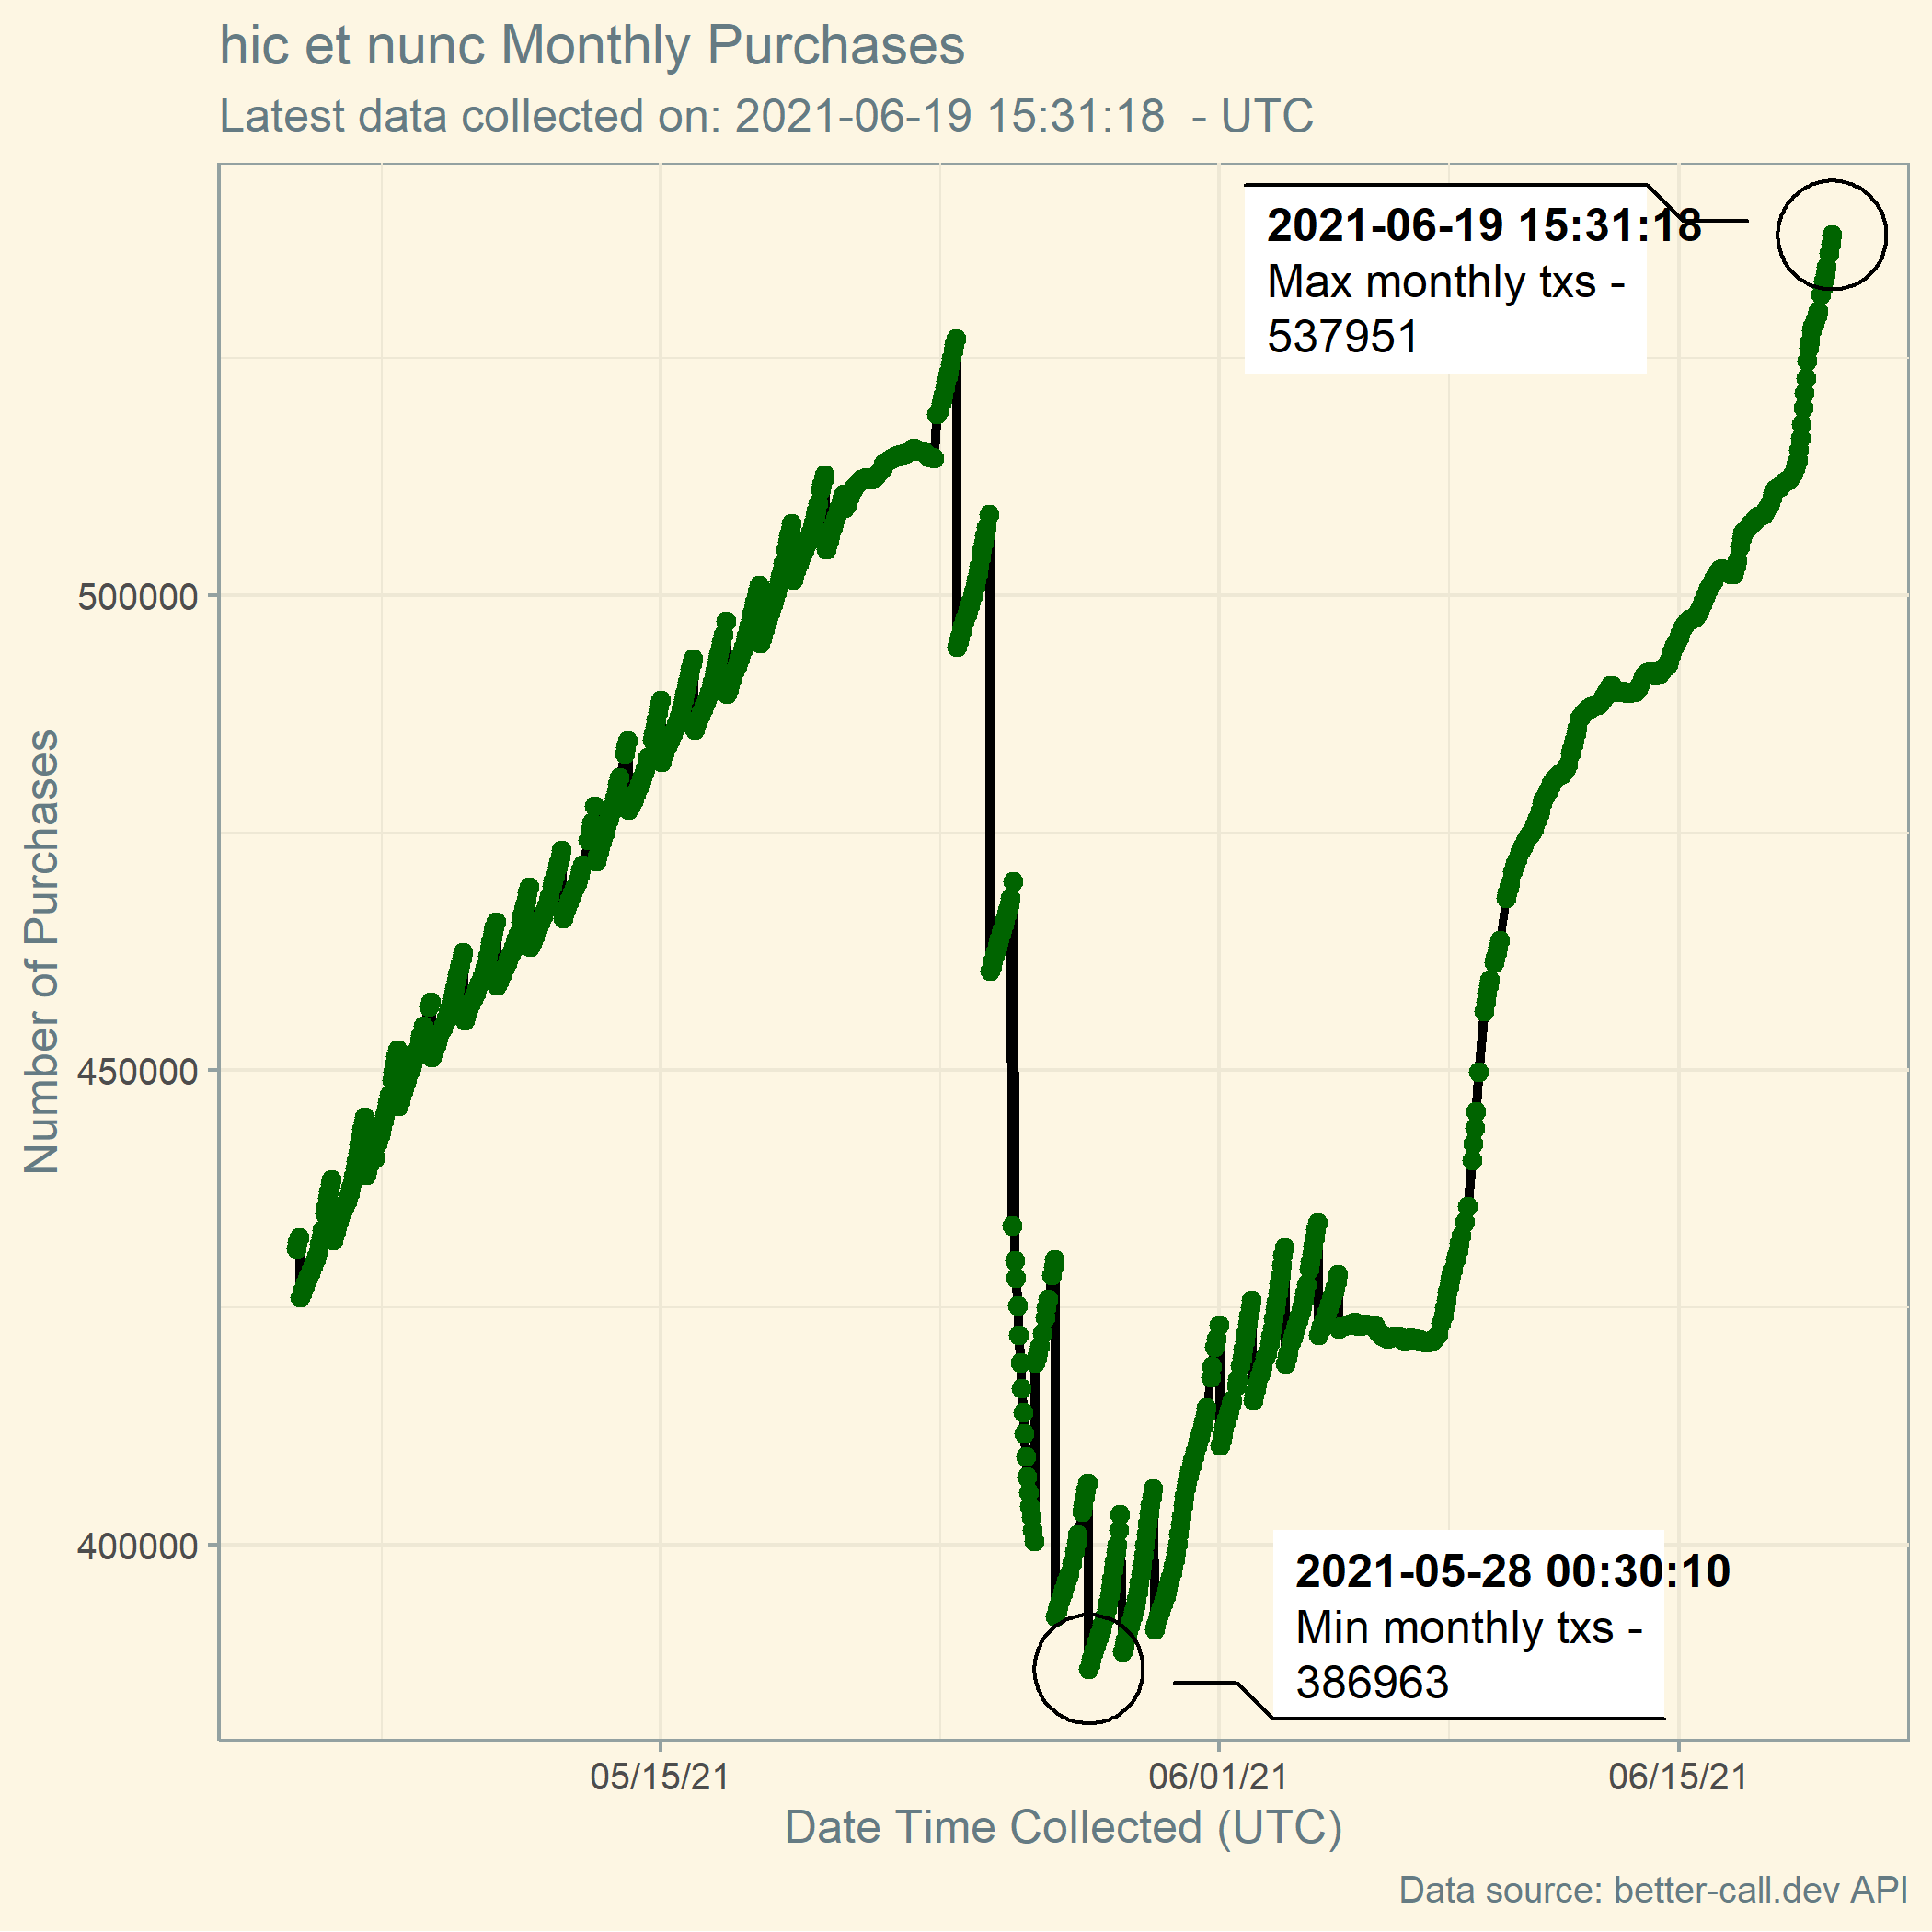 hic et nunc Monthly Purchases
Latest data collected on: 2021-06-19 15:31:18  - UTC
2021-06-19 15:31:18
Max monthly txs -
537951
Number of Purchases
500000
450000
400000
2021-05-28 00:30:10
Min monthly txs -
386963
05/15/21
06/01/21
06/15/21
Date Time Collected (UTC)
Data source: better-call.dev API